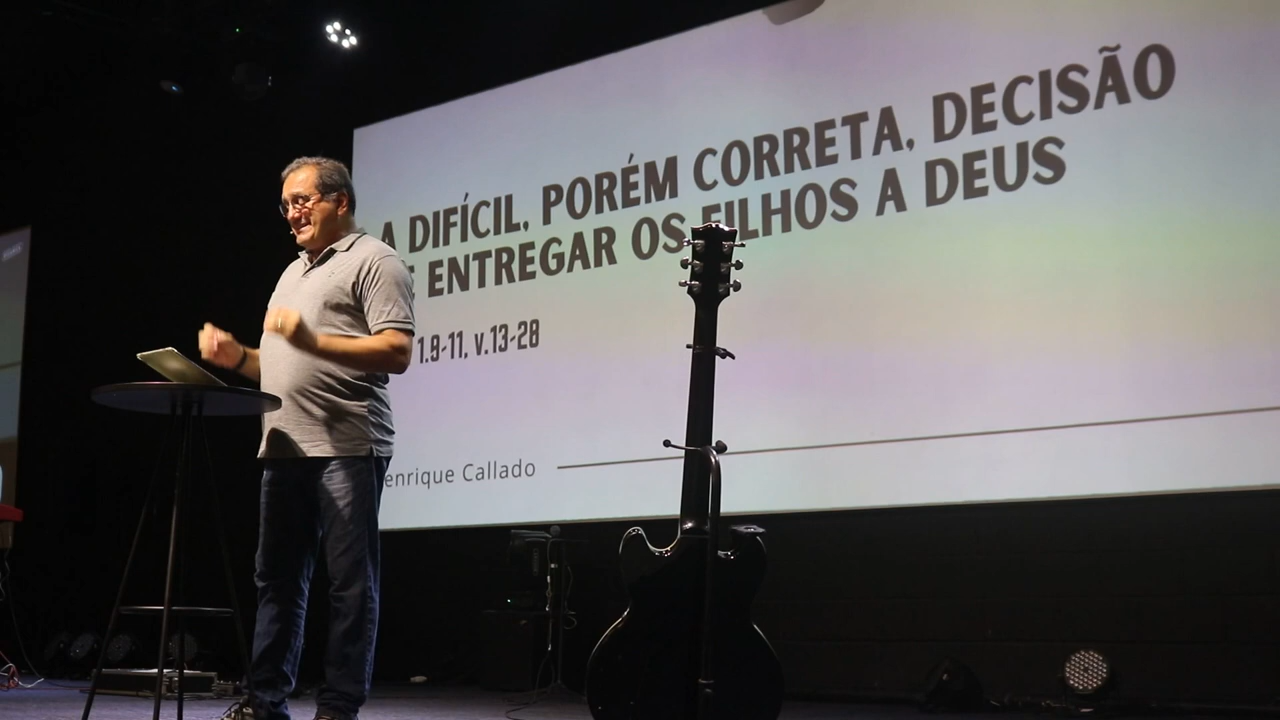 A DIFÍCIL, PORÉM CORRETA, DECISÃO
ENTREGAR OS FILHOS A DEUS
1.9-11, v.13-28
enrique Callado